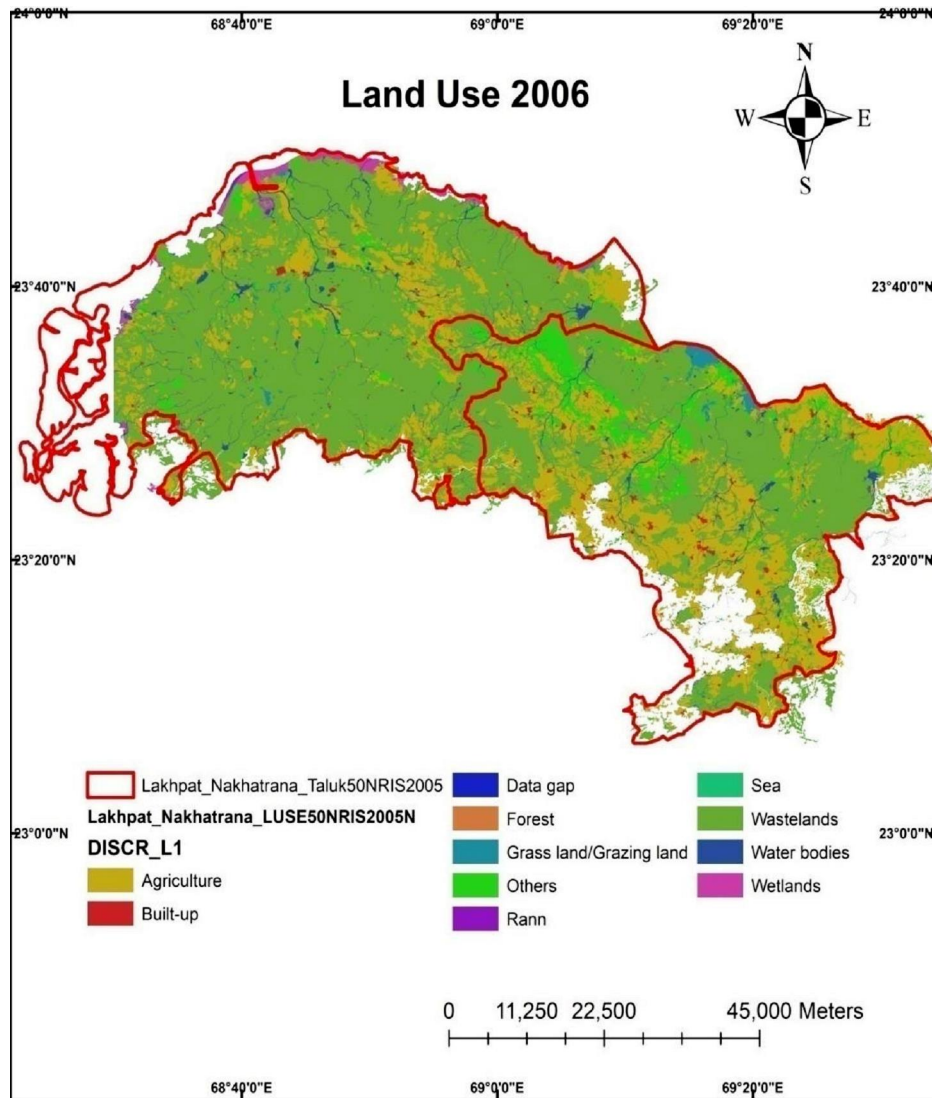 68°40'0"E 69°0'0"E 69°20'0"E
24°0'0"N 24°0'0"N
Land Use 2006
N
W E
S
23°40'0"N 23°40'0"N
23°20'0"N 23°20'0"N
23°0'0"N 23°0'0"N
Lakhpat_Nakhatrana_Taluk50NRIS2005
Lakhpat_Nakhatrana_LUSE50NRIS2005N
DISCR_L1
Agriculture
Built-up
Data gap
Forest
Grass land/Grazing land
Others
Rann
Sea
Wastelands
Water bodies
Wetlands
0 11,250 22,500 45,000 Meters
68°40'0"E 69°0'0"E 69°20'0"E